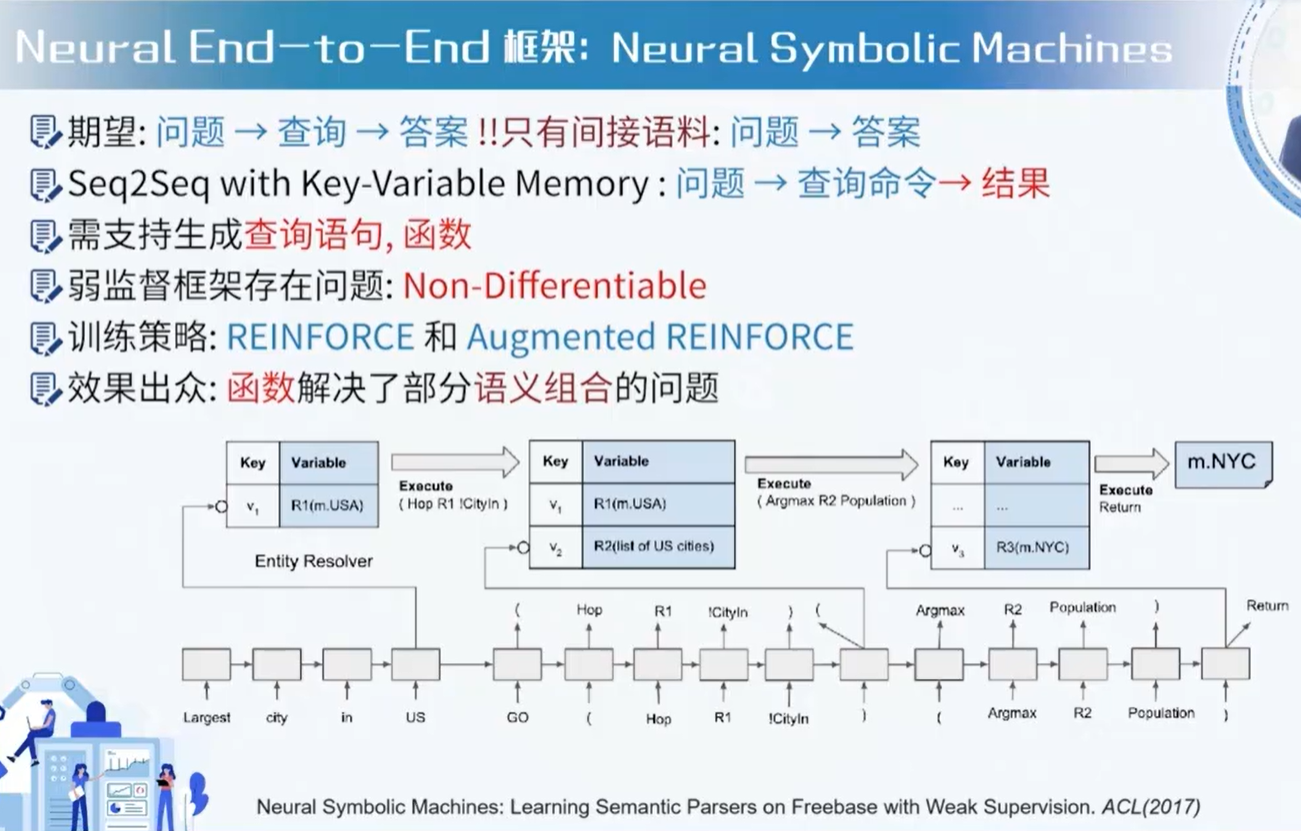 Neural End-to-End 框架: Neural Symbolic Machines
期望: 问题 → 查询 → 答案 !!只有间接语料: 问题 → 答案
Seq2Seq with Key-Variable Memory : 问题 → 查询命令→ 结果
需支持生成查询语句, 函数
弱监督框架存在问题: Non-Differentiable
训练策略: REINFORCE 和 Augmented REINFORCE
效果出众: 函数解决了部分语义组合的问题
Key Variable
v1 R1(m.USA)
Entity Resolver
Execute
( Hop R1 !CityIn )
Key Variable
v1 R1(m.USA)
v2 R2(list of US cities)
Execute
( Argmax R2 Population )
Key Variable
... ...
v3 R3(m.NYC)
Execute
Return
m.NYC
( Hop R1 !CityIn ) ( Argmax R2 Population ) Return
Largest city in US GO ( Hop R1 !CityIn ) ( Argmax R2 Population )
Neural Symbolic Machines: Learning Semantic Parsers on Freebase with Weak Supervision. ACL(2017)